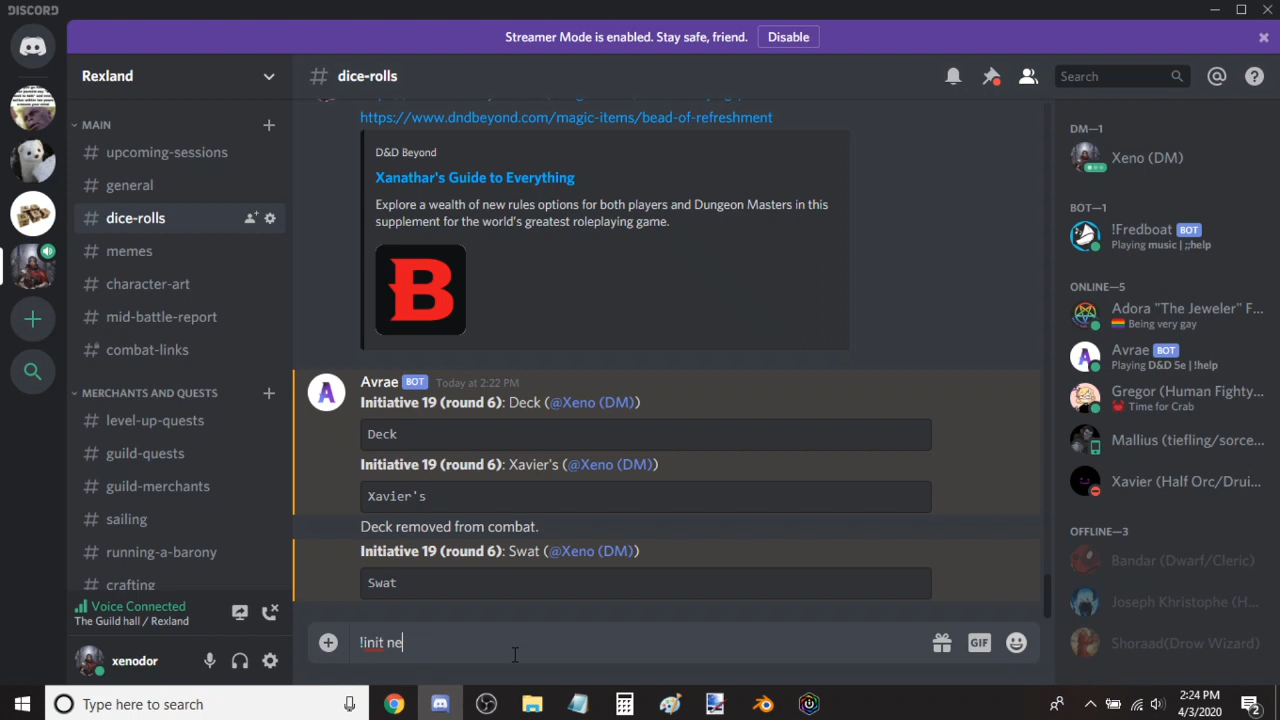 DISCORD
Streamer Mode is enabled. Stay safe, friend.
Disable
Rexland
MAIN
# upcoming-sessions
# general
# dice-rolls
# memes
# character-art
# mid-battle-report
# combat-links
MERCHANTS AND QUESTS
# level-up-quests
# guild-quests
# guild-merchants
# sailing
# running-a-barony
# crafting
Voice Connected
The Guild hall / Rexland
xenodor
# dice-rolls
Search
https://www.dndbeyond.com/magic-items/bead-of-refreshment
D&D Beyond
Xanathar's Guide to Everything
Explore a wealth of new rules options for both players and Dungeon Masters in this
supplement for the world's greatest roleplaying game.
B
Avrae BOT Today at 2:22 PM
Initiative 19 (round 6): Deck (@Xeno (DM))
Deck
Initiative 19 (round 6): Xavier's (@Xeno (DM))
Xavier's
Deck removed from combat.
Initiative 19 (round 6): Swat (@Xeno (DM))
Swat
!init ne
GIF
DM—1
Xeno (DM)
BOT—1
!Fredboat BOT
Playing music | ;;help
ONLINE—5
Adora "The Jeweler" F...
Being very gay
Avrae BOT
Playing D&D 5e | !help
Gregor (Human Fighty...
Time for Crab
Mallius (tiefling/sorce...
Xavier (Half Orc/Drui...
OFFLINE—3
Bandar (Dwarf/Cleric)
Joseph Khristophe (H...
Shoraad(Drow Wizard)
Type here to search
2:24 PM
4/3/2020
2